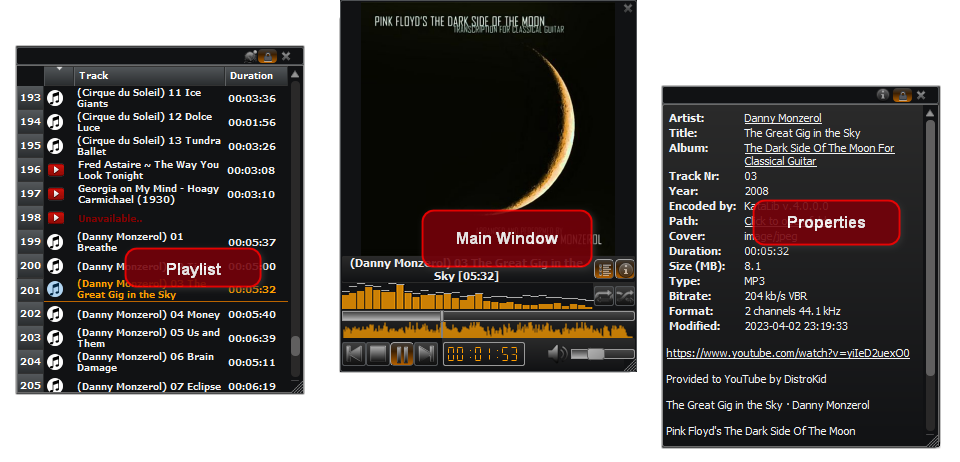 Track Duration
193 (Cirque du Soleil) 11 Ice
Giants 00:03:36
194 (Cirque du Soleil) 12 Dolce
Luce 00:01:56
195 (Cirque du Soleil) 13 Tundra
Ballet 00:03:26
196 Fred Astaire ~ The Way You
Look Tonight 00:03:08
197 Georgia on My Mind - Hoagy
Carmichael (1930) 00:03:10
198 Unavailable..
199 (Danny Monzerol) 01
Breathe 00:05:37
200 (Danny 00:05:00
Playlist
201 (Danny Monzerol) 03 The
Great Gig in the Sky 00:05:32
202 (Danny Monzerol) 04 Money 00:05:40
203 (Danny Monzerol) 05 Us and
Them 00:06:39
204 (Danny Monzerol) 06 Brain
Damage 00:05:11
205 (Danny Monzerol) 07 Eclipse 00:06:19
PINK FLOYD'S THE DARK SIDE OF THE MOON
TRANSCRIPTION FOR CLASSICAL GUITAR
Main Window
MONZEROL
(Danny Monzerol) 03 The Great Gig in the
Sky [05:32]
00:01:53
Artist: Danny Monzerol
Title: The Great Gig in the Sky
Album: The Dark Side Of The Moon For
Classical Guitar
Track Nr: 03
Year: 2008
Encoded by: v.4.0.0.0
Path: Click to
Properties
Cover: image/jpeg
Duration: 00:05:32
Size (MB): 8.1
Type: MP3
Bitrate: 204 kb/s VBR
Format: 2 channels 44.1 kHz
Modified: 2023-04-02 23:19:33
https://www.youtube.com/watch?v=yiIeD2uexO0
Provided to YouTube by DistroKid
The Great Gig in the Sky · Danny Monzerol
Pink Floyd's The Dark Side Of The Moon